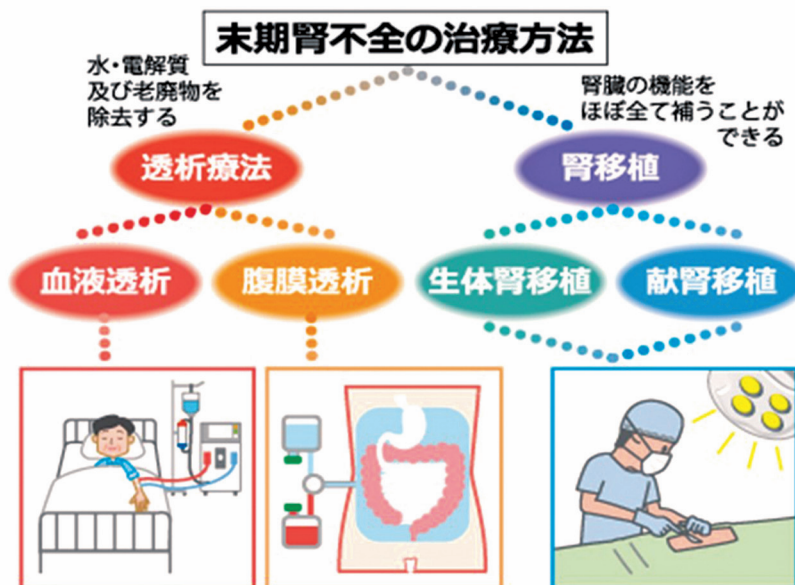 末期腎不全の治療方法
水・電解質
及び老廃物を
除去する
腎臓の機能を
ほぼ全て補うことが
できる
透析療法
腎移植
血液透析
腹膜透析
生体腎移植
献腎移植